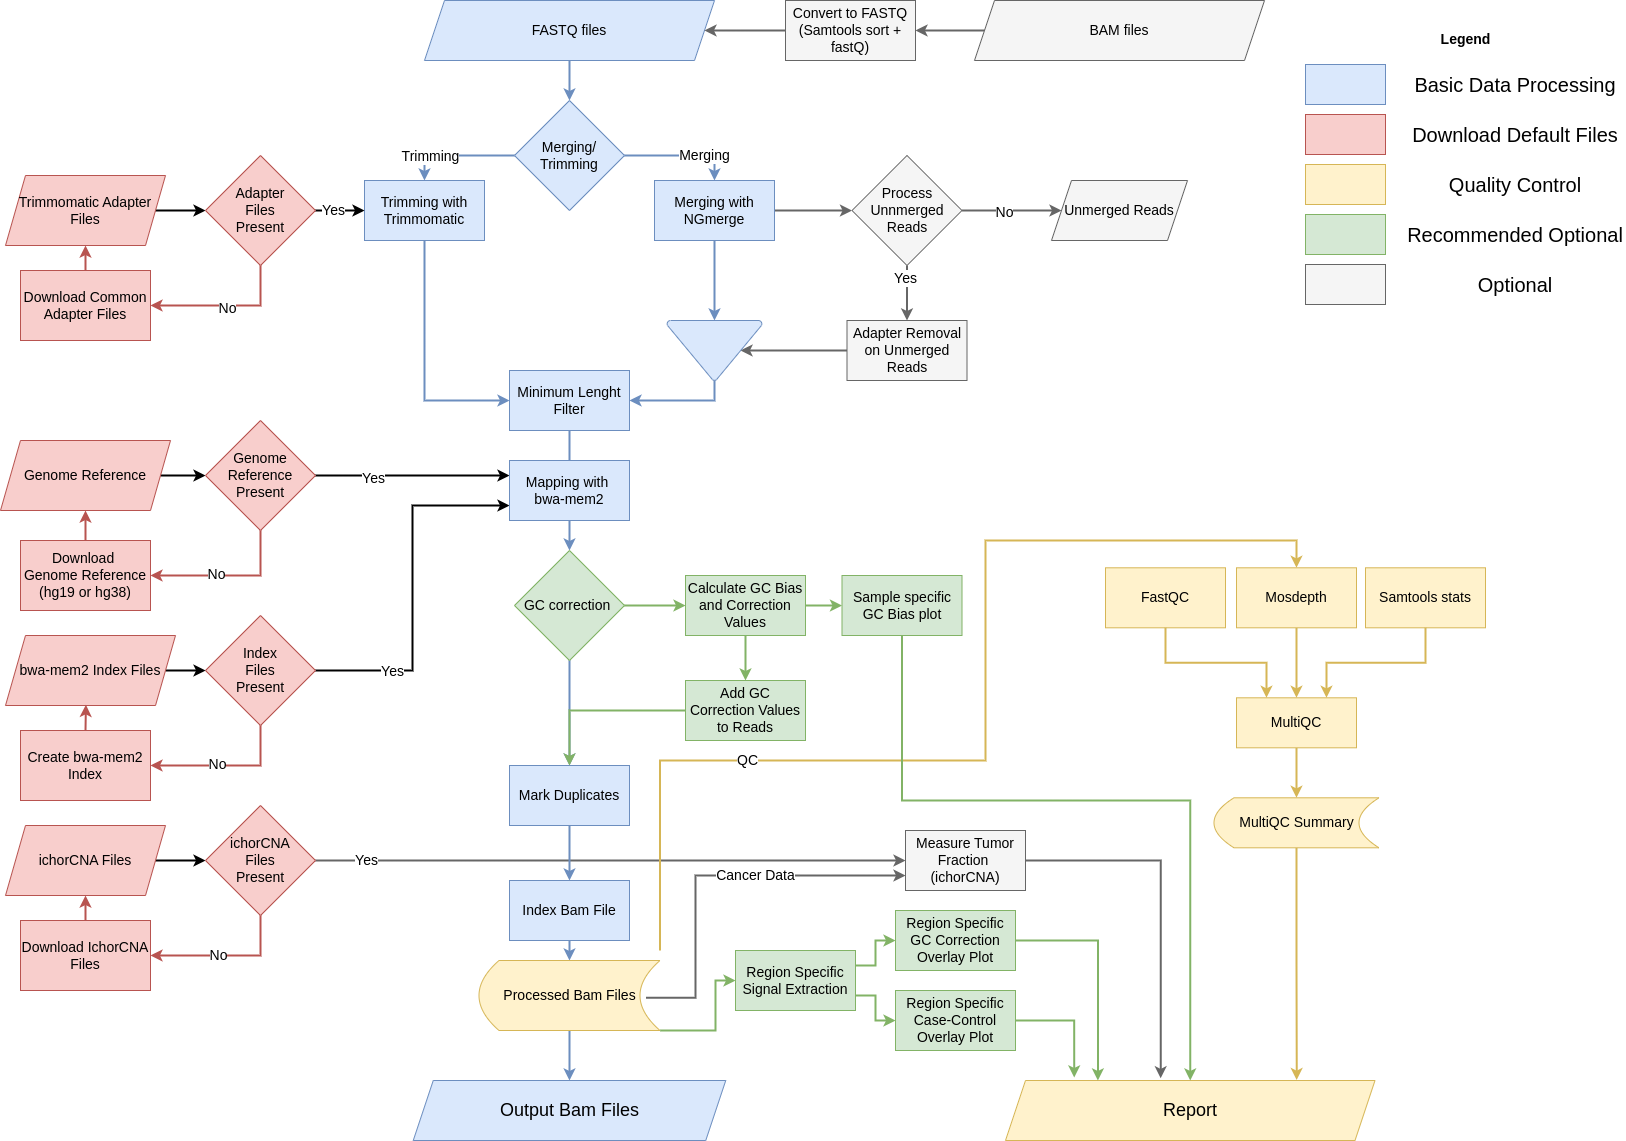 FASTQ files
Convert to FASTQ
(Samtools sort +
fastQ)
BAM files
Legend
Basic Data Processing
Download Default Files
Quality Control
Recommended Optional
Optional
Merging/
Trimming
Trimming
Merging
Trimmomatic Adapter
Files
Adapter
Files
Present
Yes
Trimming with
Trimmomatic
Merging with
NGmerge
Process
Unnmerged
Reads
No
Unmerged Reads
Download Common
Adapter Files
No
Yes
Adapter Removal
on Unmerged
Reads
Minimum Lenght
Filter
Genome Reference
Genome
Reference
Present
Yes
Mapping with
bwa-mem2
Download
Genome Reference
(hg19 or hg38)
No
GC correction
Calculate GC Bias
and Correction
Values
Sample specific
GC Bias plot
FastQC
Mosdepth
Samtools stats
bwa-mem2 Index Files
Index
Files
Present
Yes
Add GC
Correction Values
to Reads
MultiQC
Create bwa-mem2
Index
No
QC
Mark Duplicates
MultiQC Summary
ichorCNA Files
ichorCNA
Files
Present
Yes
Measure Tumor
Fraction
(ichorCNA)
Cancer Data
Index Bam File
Download IchorCNA
Files
No
Region Specific
GC Correction
Overlay Plot
Processed Bam Files
Region Specific
Signal Extraction
Region Specific
Case-Control
Overlay Plot
Output Bam Files
Report